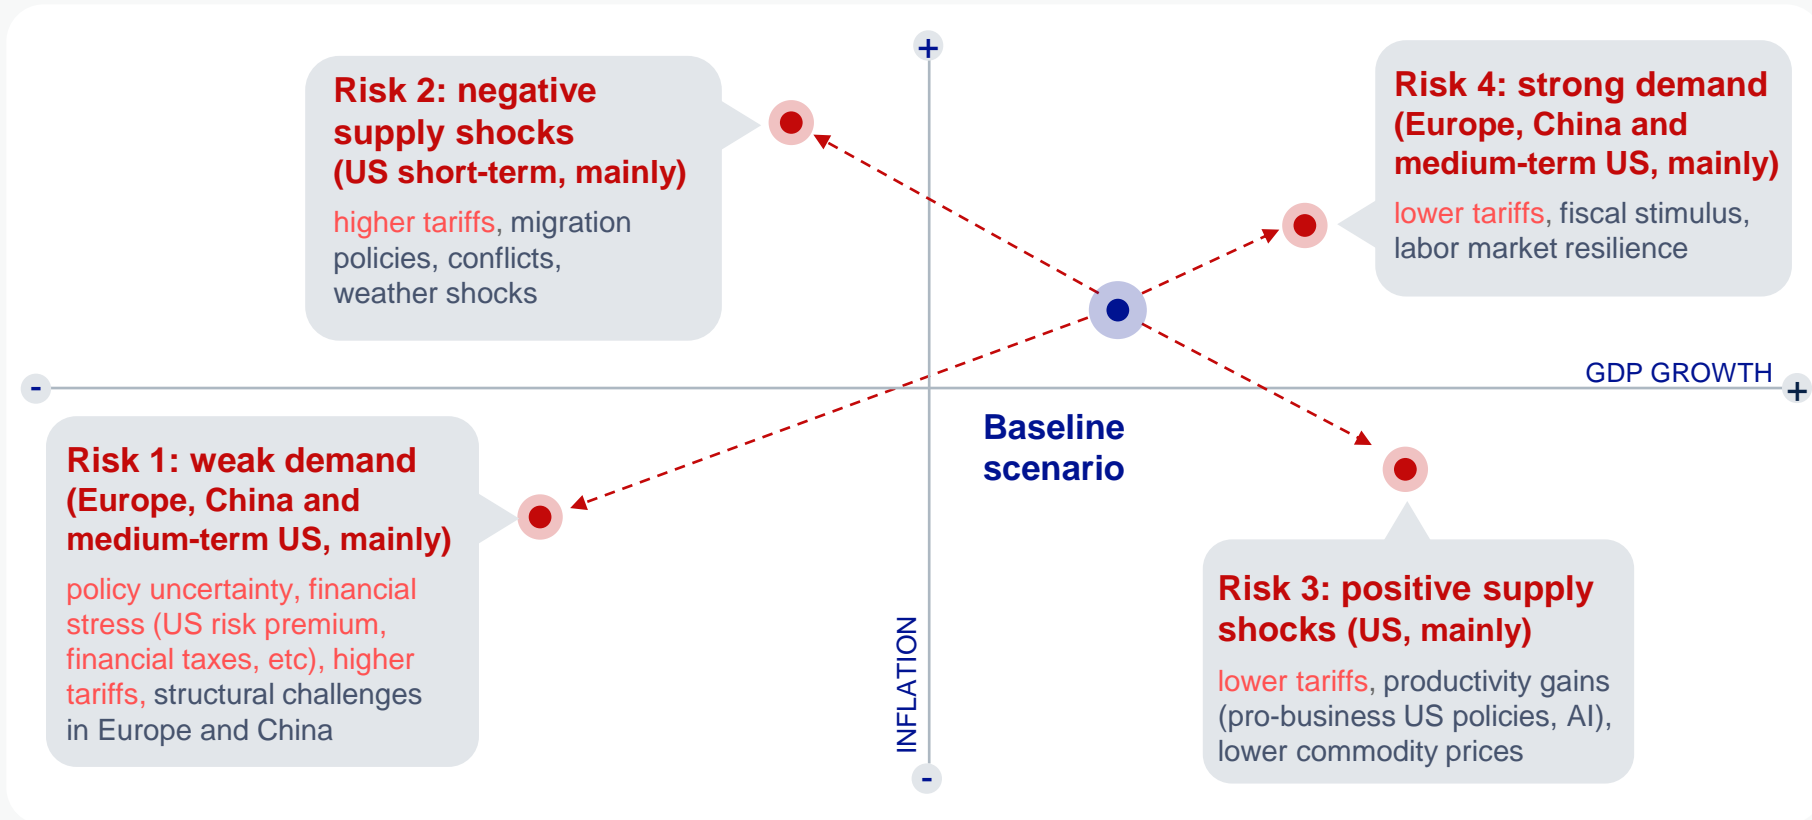 +
Risk 2: negative
supply shocks
(US short-term, mainly)
higher tariffs, migration
policies, conflicts,
weather shocks
Risk 4: strong demand
(Europe, China and
medium-term US, mainly)
lower tariffs, fiscal stimulus,
labor market resilience
-
GDP GROWTH
+
Baseline
scenario
Risk 1: weak demand
(Europe, China and
medium-term US, mainly)
policy uncertainty, financial
stress (US risk premium,
financial taxes, etc), higher
tariffs, structural challenges
in Europe and China
INFLATION
-
Risk 3: positive supply
shocks (US, mainly)
lower tariffs, productivity gains
(pro-business US policies, AI),
lower commodity prices